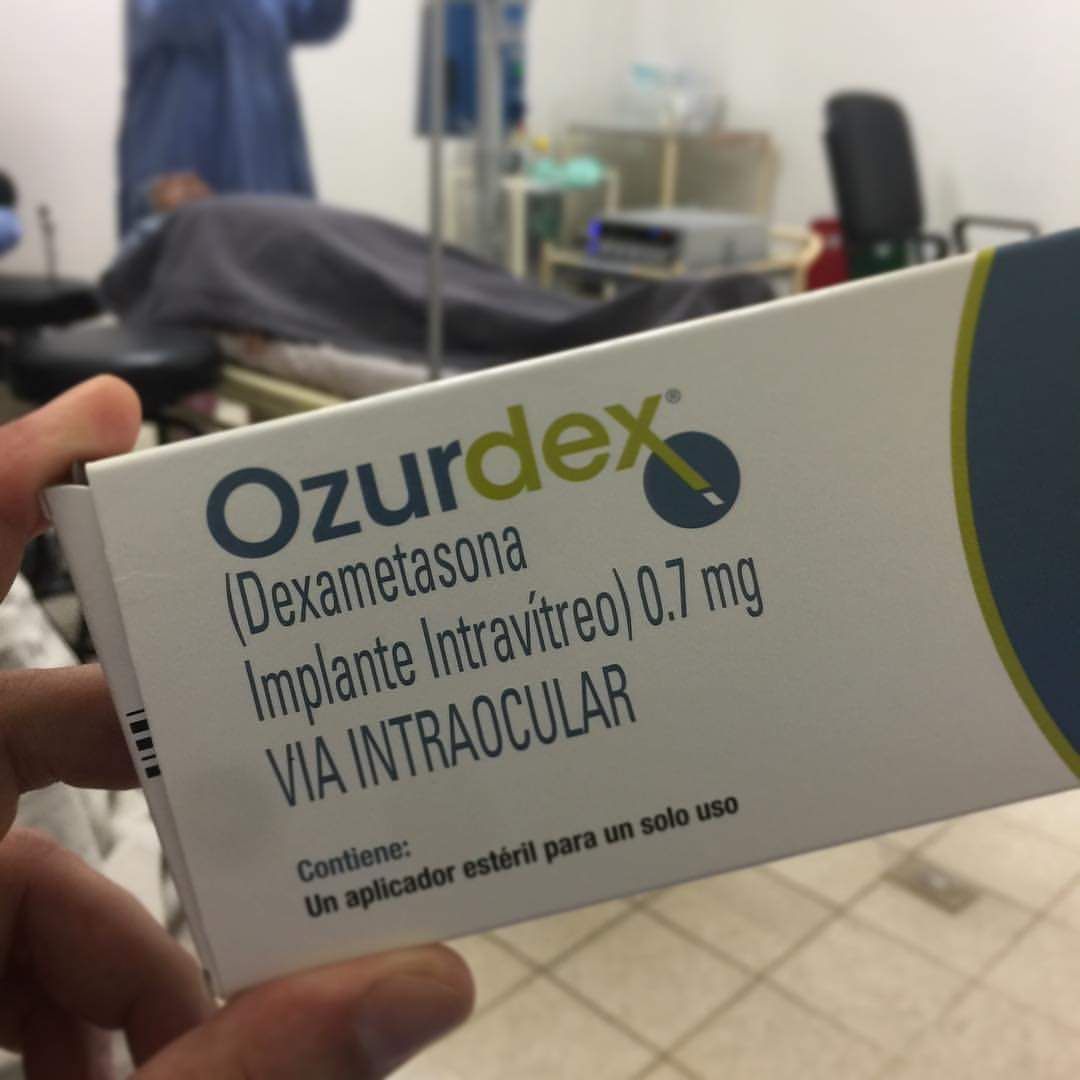 Ozurdex®
(Dexametasona
Implante Intravítreo) 0.7 mg
VIA INTRAOCULAR
Contiene:
Un aplicador estéril para un solo uso